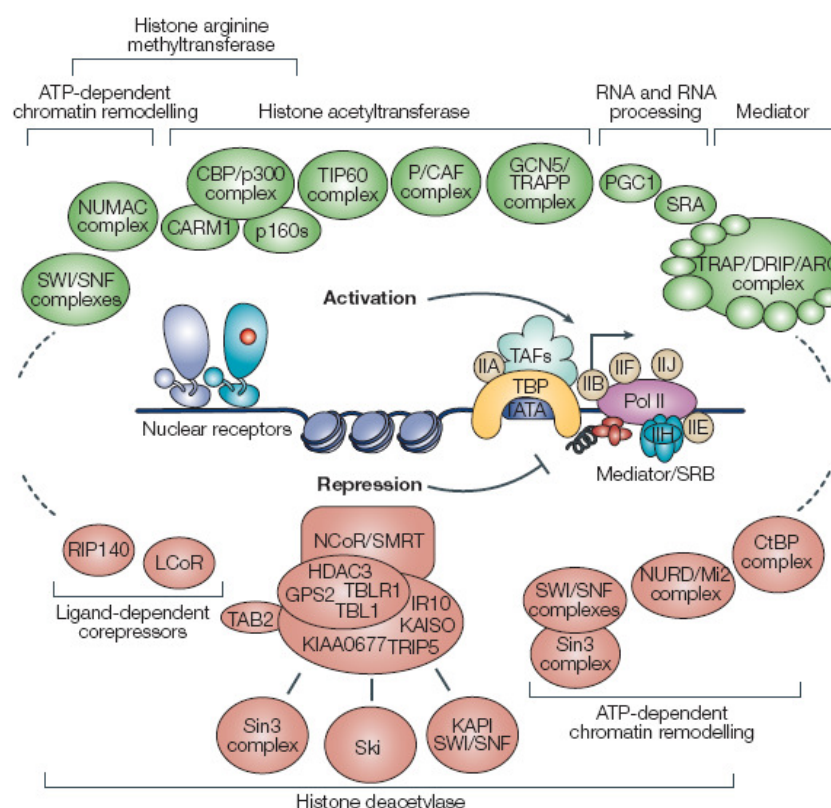 Histone arginine
methyltransferase
ATP-dependent
chromatin remodelling
Histone acetyltransferase
RNA and RNA
processing
Mediator
CBP/p300
complex
TIP60
complex
P/CAF
complex
GCN5/
TRAPP
complex
PGC1
SRA
NUMAC
complex
CARM1
p160s
SWI/SNF
complexes
TRAP/DRIP/ARC
complex
Activation
TAFs
IIA
TBP
TATA
IIB
IIF
IIJ
Pol II
IIH
IIE
Nuclear receptors
Mediator/SRB
Repression
RIP140
LCoR
Ligand-dependent
corepressors
NCoR/SMRT
HDAC3
GPS2
TBLR1
TBL1
IR10
KAISO
TAB2
KIAA0677
TRIP5
Sin3
complex
Ski
KAPI
SWI/SNF
SWI/SNF
complexes
Sin3
complex
NURD/Mi2
complex
CtBP
complex
ATP-dependent
chromatin remodelling
Histone deacetylase